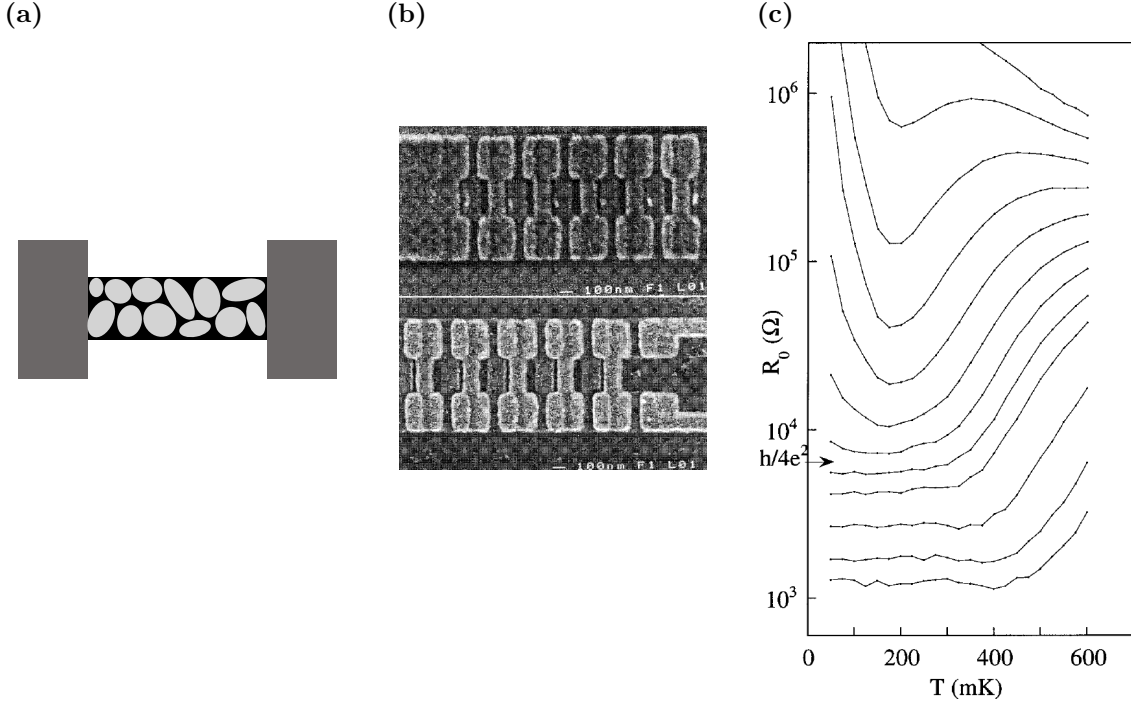 (a)
(b)
(c)
100nm F1 L01
100nm F1 L01
R₀ (Ω)
10⁶
10⁵
10⁴
h/4e²
10³
0
200
400
600
T (mK)